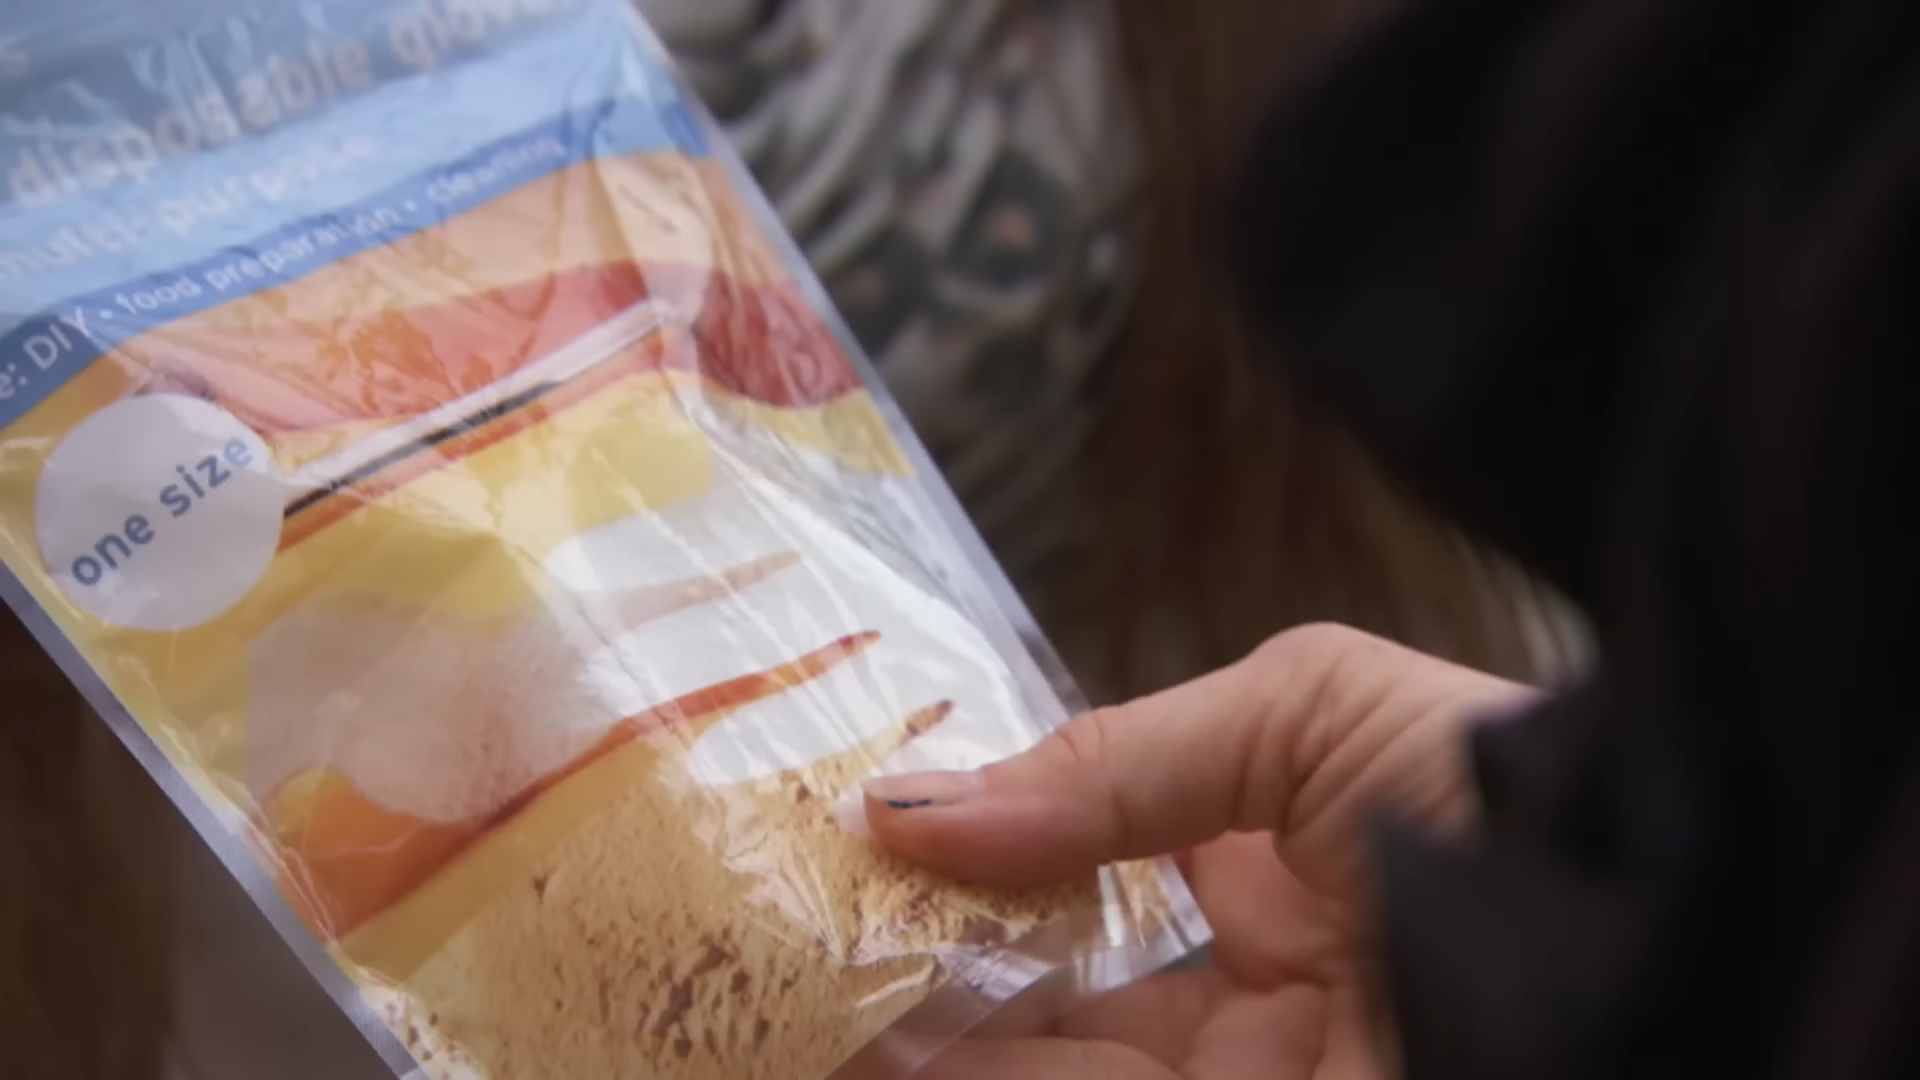 disposable glove
multi-purpose
e: DIY · food preparation · cleaning
one size